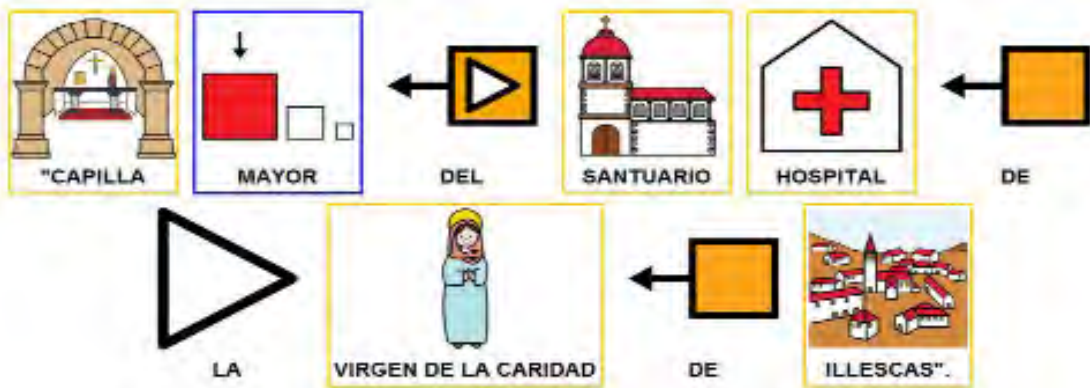 "CAPILLA MAYOR DEL SANTUARIO HOSPITAL DE
LA VIRGEN DE LA CARIDAD DE ILLESCAS".